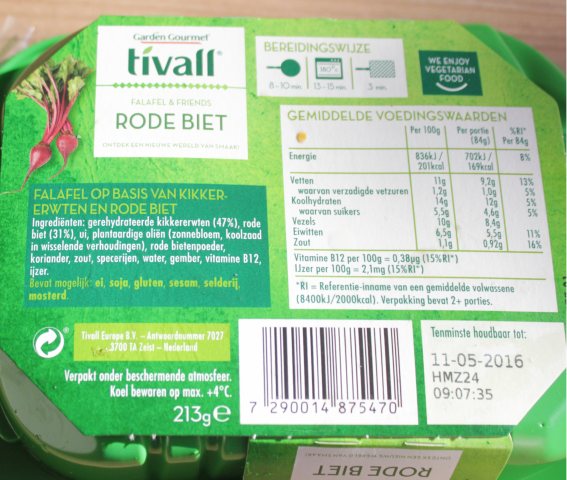 Garden Gourmet
tivall®
FALAFEL & FRIENDS
RODE BIET
ONTDEK EEN NIEUWE WERELD VAN SMAAK!
BEREIDINGSWIJZE
180°C
8-10 min. 13-15 min. 3 min.
WE ENJOY
VEGETARIAN
FOOD
GEMIDDELDE VOEDINGSWAARDEN
Per 100g Per portie (84g) %RI* Per 84g
Energie 836kJ / 201kcal 702kJ / 169kcal 8%
Vetten 11g 9,2g 13%
waarvan verzadigde vetzuren 1,2g 1,0g 5%
Koolhydraten 14g 12g 5%
waarvan suikers 5,5g 4,6g 5%
Vezels 10g 8,4g
Eiwitten 6,5g 5,5g 11%
Zout 1,1g 0,92g 16%
Vitamine B12 per 100g = 0,38µg (15%RI*)
IJzer per 100g = 2,1mg (15%RI*)
*RI = Referentie-inname van een gemiddelde volwassene
(8400kJ/2000kcal). Verpakking bevat 2+ porties.
FALAFEL OP BASIS VAN KIKKER-
ERWTEN EN RODE BIET
Ingrediënten: gerehydrateerde kikkererwten (47%), rode
biet (31%), ui, plantaardige oliën (zonnebloem, koolzaad
in wisselende verhoudingen), rode bietenpoeder,
koriander, zout, specerijen, water, gember, vitamine B12,
ijzer.
Bevat mogelijk: ei, soja, gluten, sesam, selderij,
mosterd.
Tivall Europe B.V. – Antwoordnummer 7027
3700 TA Zeist – Nederland
Verpakt onder beschermende atmosfeer.
Koel bewaren op max. +4°C.
213g e
7 290014 875470
Tenminste houdbaar tot:
11-05-2016
HMZ24
09:07:35
ONTDEK EEN NIEUWE WERELD VAN SMAAK!
RODE BIET